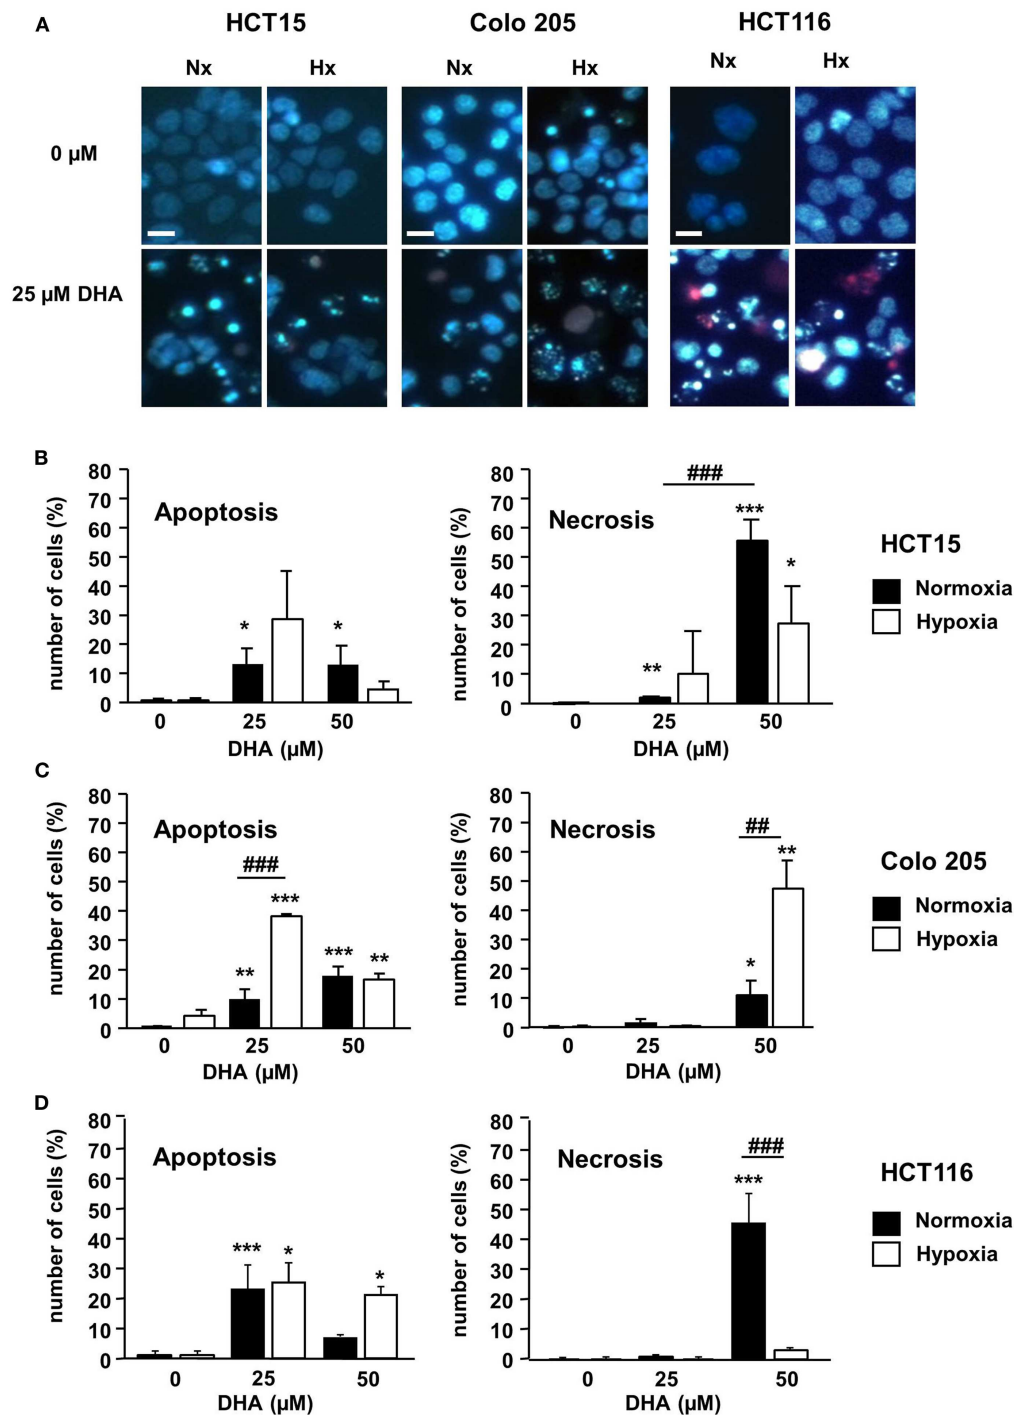 A
HCT15 Colo 205 HCT116
Nx Hx Nx Hx Nx Hx
0 µM
25 µM DHA
B
Apoptosis
number of cells (%)
80
70
60
50
40
30
20
10
0
* *
0 25 50
DHA (µM)
Necrosis
number of cells (%)
80
70
60
50
40
30
20
10
0
###
** *** *
0 25 50
DHA (µM)
HCT15
Normoxia
Hypoxia
C
Apoptosis
number of cells (%)
80
70
60
50
40
30
20
10
0
###
** *** *** **
0 25 50
DHA (µM)
Necrosis
number of cells (%)
80
70
60
50
40
30
20
10
0
##
* **
0 25 50
DHA (µM)
Colo 205
Normoxia
Hypoxia
D
Apoptosis
number of cells (%)
80
70
60
50
40
30
20
10
0
*** * *
0 25 50
DHA (µM)
Necrosis
number of cells (%)
80
70
60
50
40
30
20
10
0
###
***
0 25 50
DHA (µM)
HCT116
Normoxia
Hypoxia